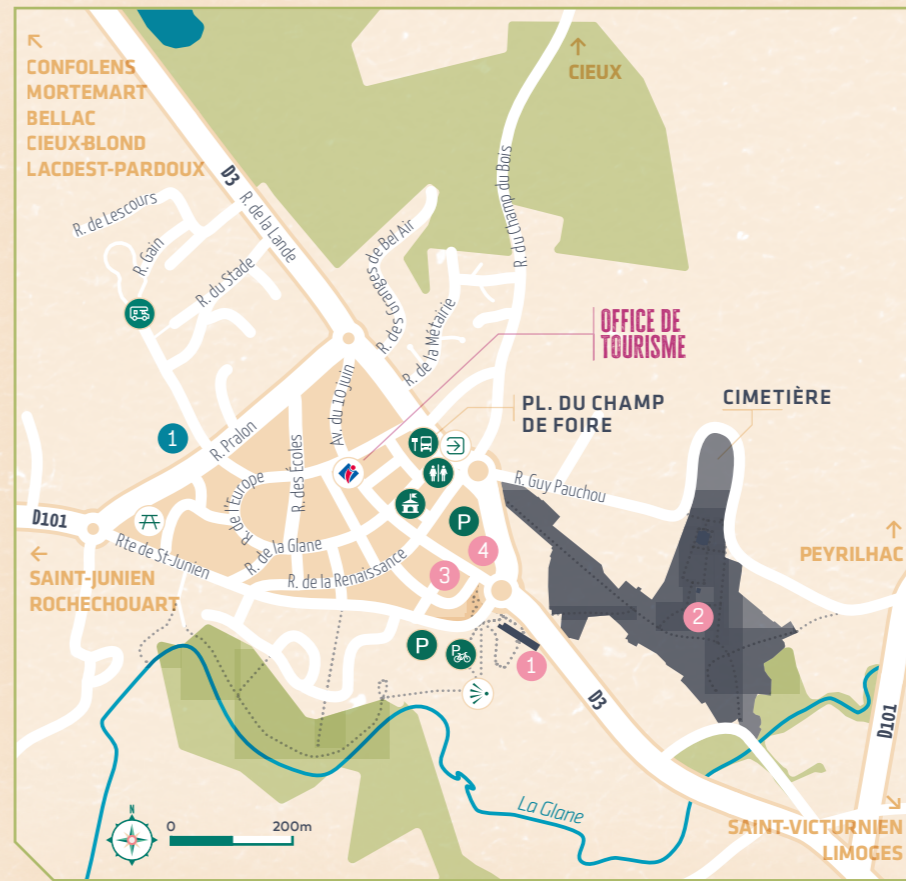 CONFOLENS
MORTEMART
BELLAC
CIEUX-BLOND
LACDEST-PARDOUX
CIEUX
D3
R. de la Lande
R. de Lescours
R. Gain
R. du Stade
R. des Granges de Bel Air
R. de la Métairie
R. du Champ du Bois
OFFICE DE
TOURISME
PL. DU CHAMP
DE FOIRE
CIMETIÈRE
Av. du 10 juin
1
R. Pralon
R. des Écoles
R. de l'Europe
R. Guy Pauchou
D101
Rte de St-Junien
R. de la Glane
R. de la Renaissance
P
4
3
SAINT-JUNIEN
ROCHECHOUART
PEYRILHAC
2
P
P
1
D3
D101
La Glane
N
0 200m
SAINT-VICTURNIEN
LIMOGES